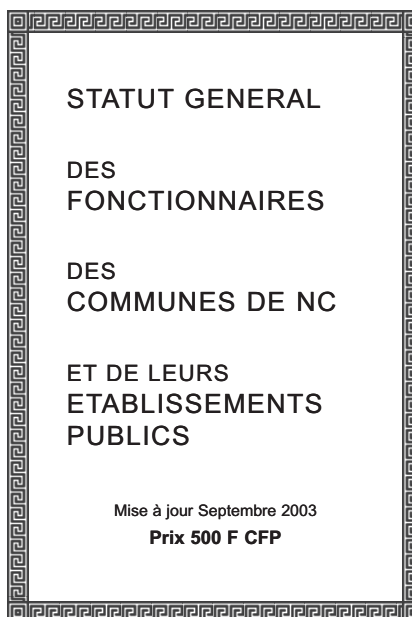 STATUT GENERAL
DES
FONCTIONNAIRES
DES
COMMUNES DE NC
ET DE LEURS
ETABLISSEMENTS
PUBLICS
Mise à jour Septembre 2003
Prix 500 F CFP